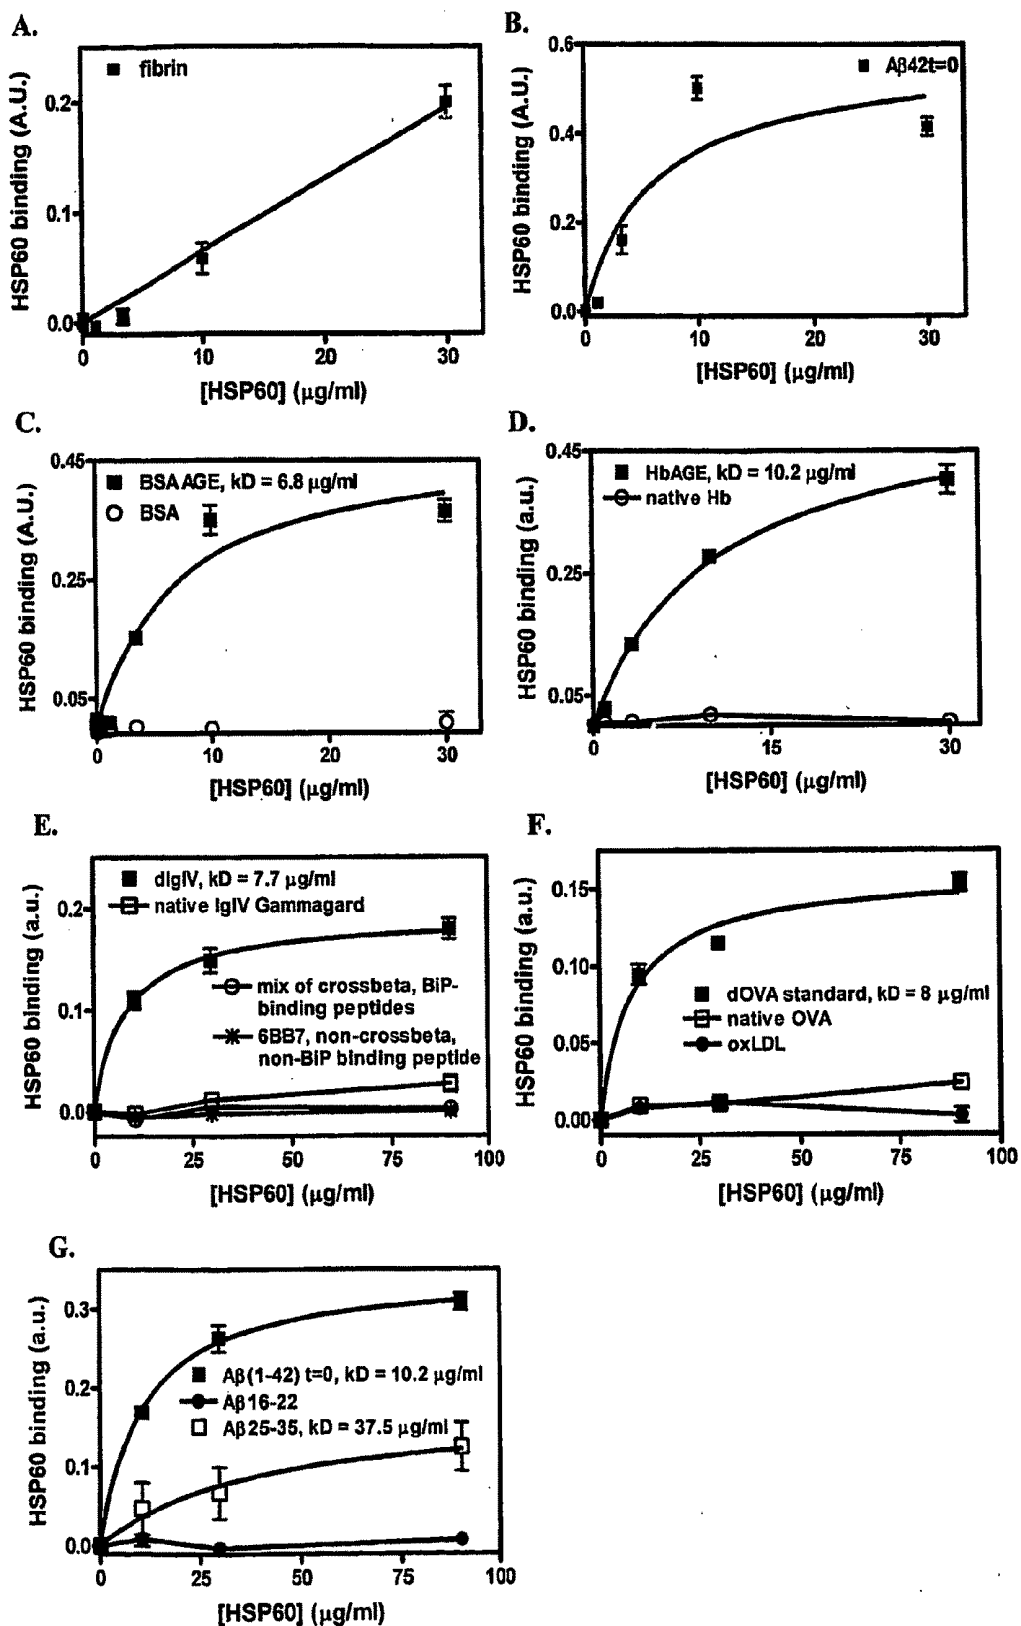 A.
fibrin
HSP60 binding (A.U.)
0.2
0.1
0.0
0 10 20 30
[HSP60] (μg/ml)
B.
Aβ42t=0
HSP60 binding (A.U.)
0.6
0.4
0.2
0.0
0 10 20 30
[HSP60] (μg/ml)
C.
BSA AGE, kD = 6.8 μg/ml
BSA
HSP60 binding (A.U.)
0.45
0.25
0.05
0 10 20 30
[HSP60] (μg/ml)
D.
HbAGE, kD = 10.2 μg/ml
native Hb
HSP60 binding (a.u.)
0.45
0.25
0.05
0 15 30
[HSP60] (μg/ml)
E.
dIgIV, kD = 7.7 μg/ml
native IgIV Gammagard
mix of crossbeta, BiP-
binding peptides
6BB7, non-crossbeta,
non-BiP binding peptide
HSP60 binding (a.u.)
0.2
0.1
0.0
0 25 50 75 100
[HSP60] (μg/ml)
F.
dOVA standard, kD = 8 μg/ml
native OVA
oxLDL
HSP60 binding (a.u.)
0.15
0.10
0.05
0.00
0 25 50 75 100
[HSP60] (μg/ml)
G.
Aβ(1-42) t=0, kD = 10.2 μg/ml
Aβ16-22
Aβ25-35, kD = 37.5 μg/ml
HSP60 binding (a.u.)
0.3
0.2
0.1
0.0
0 25 50 75 100
[HSP60] (μg/ml)